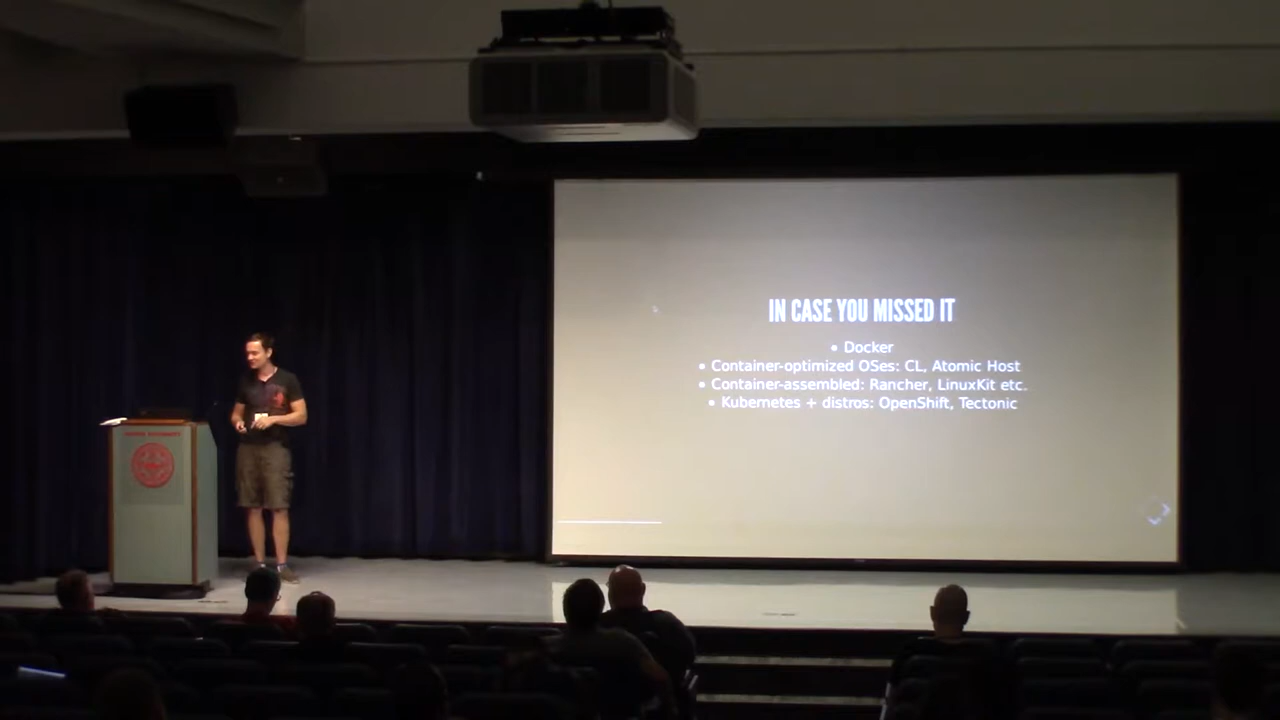 IN CASE YOU MISSED IT
• Docker
• Container-optimized OSes: CL, Atomic Host
• Container-assembled: Rancher, LinuxKit etc.
• Kubernetes + distros: OpenShift, Tectonic